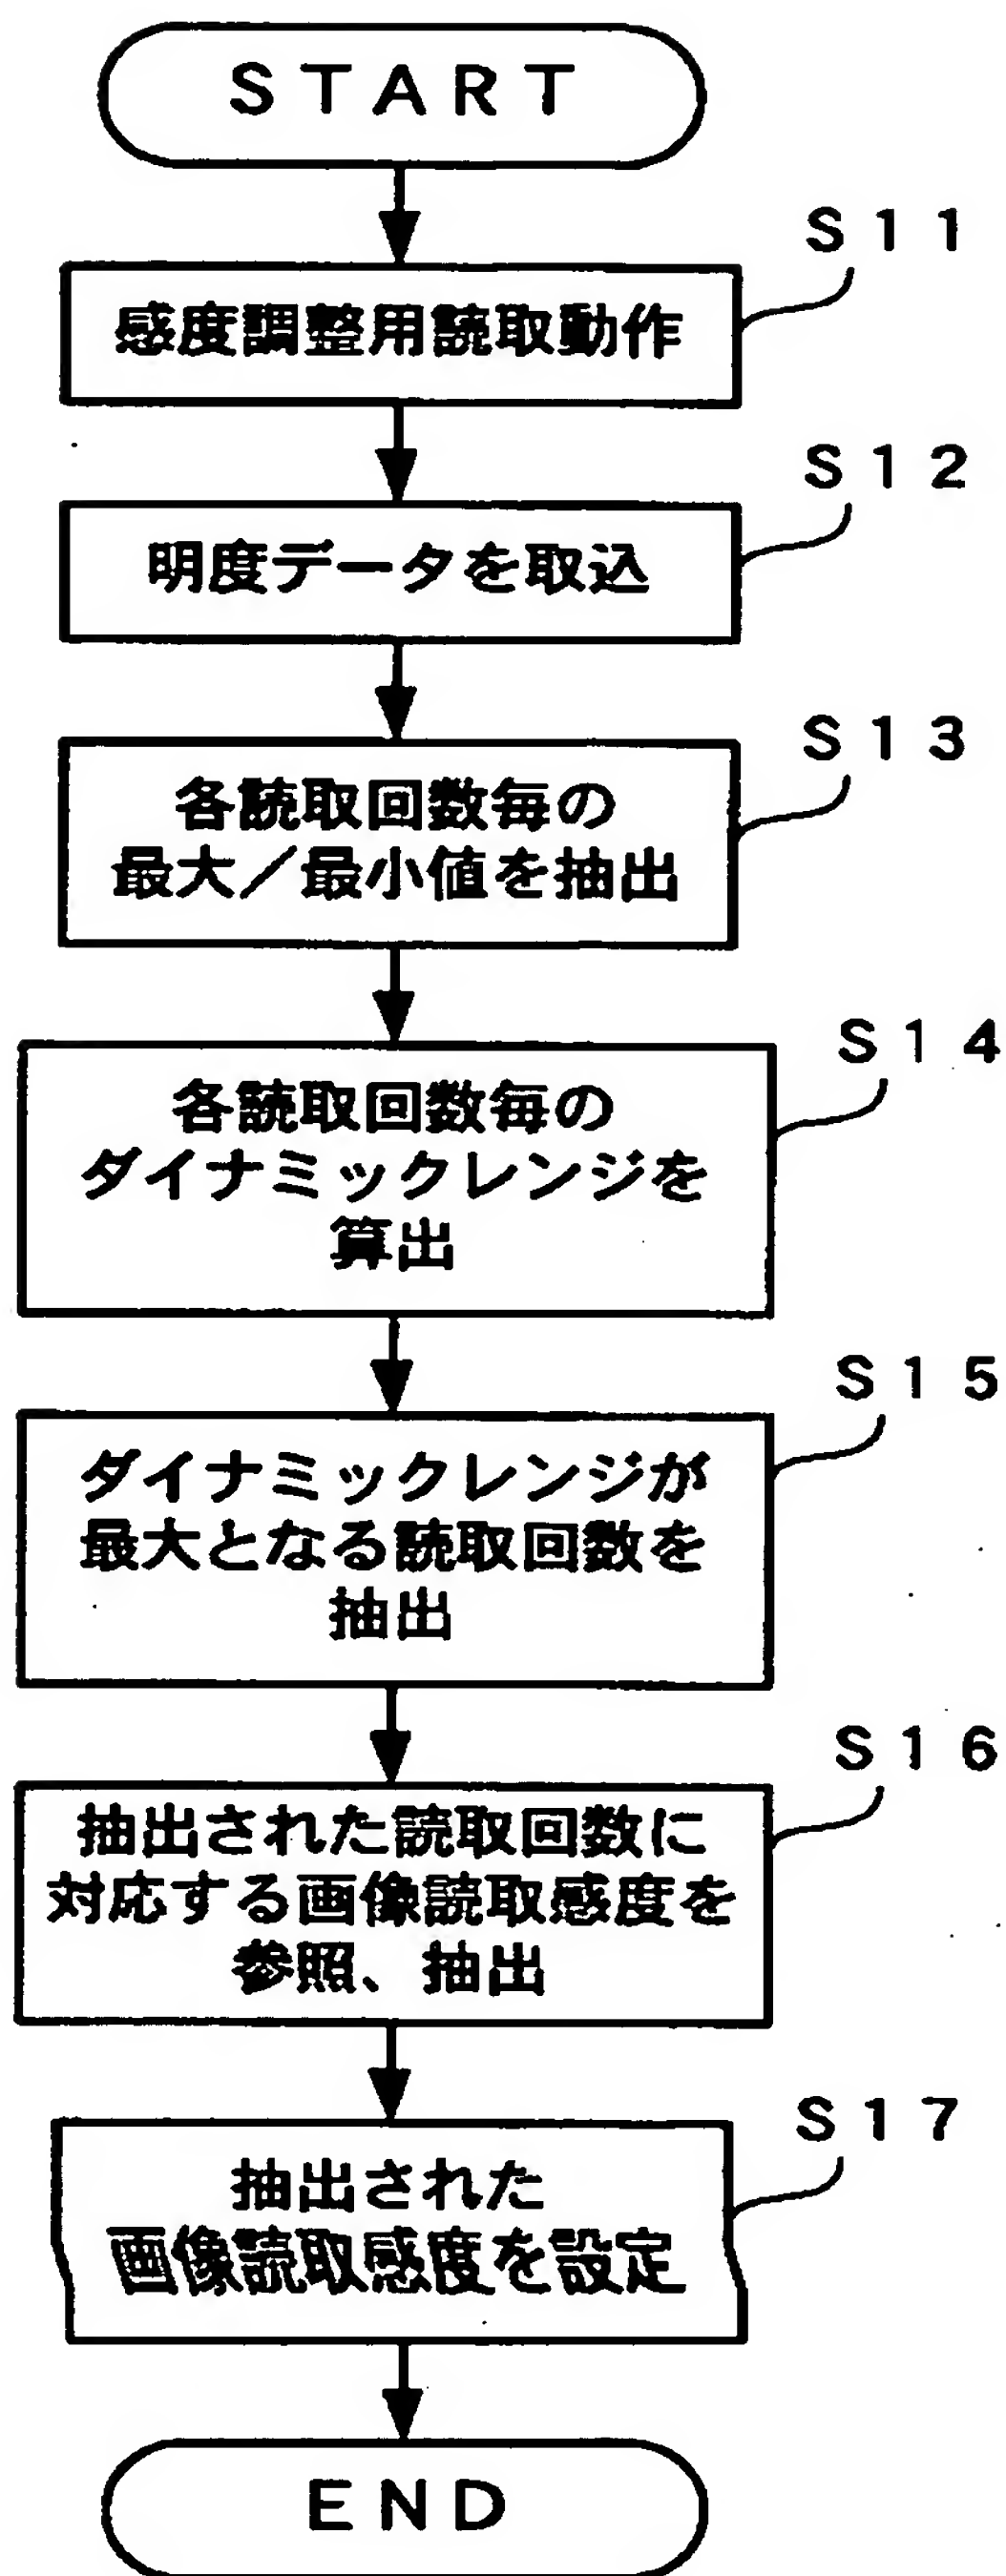 START
S11
感度調整用読取動作
S12
明度データを取込
S13
各読取回数毎の
最大/最小値を抽出
S14
各読取回数毎の
ダイナミックレンジを
算出
S15
ダイナミックレンジが
最大となる読取回数を
抽出
S16
抽出された読取回数に
対応する画像読取感度を
参照、抽出
S17
抽出された
画像読取感度を設定
END